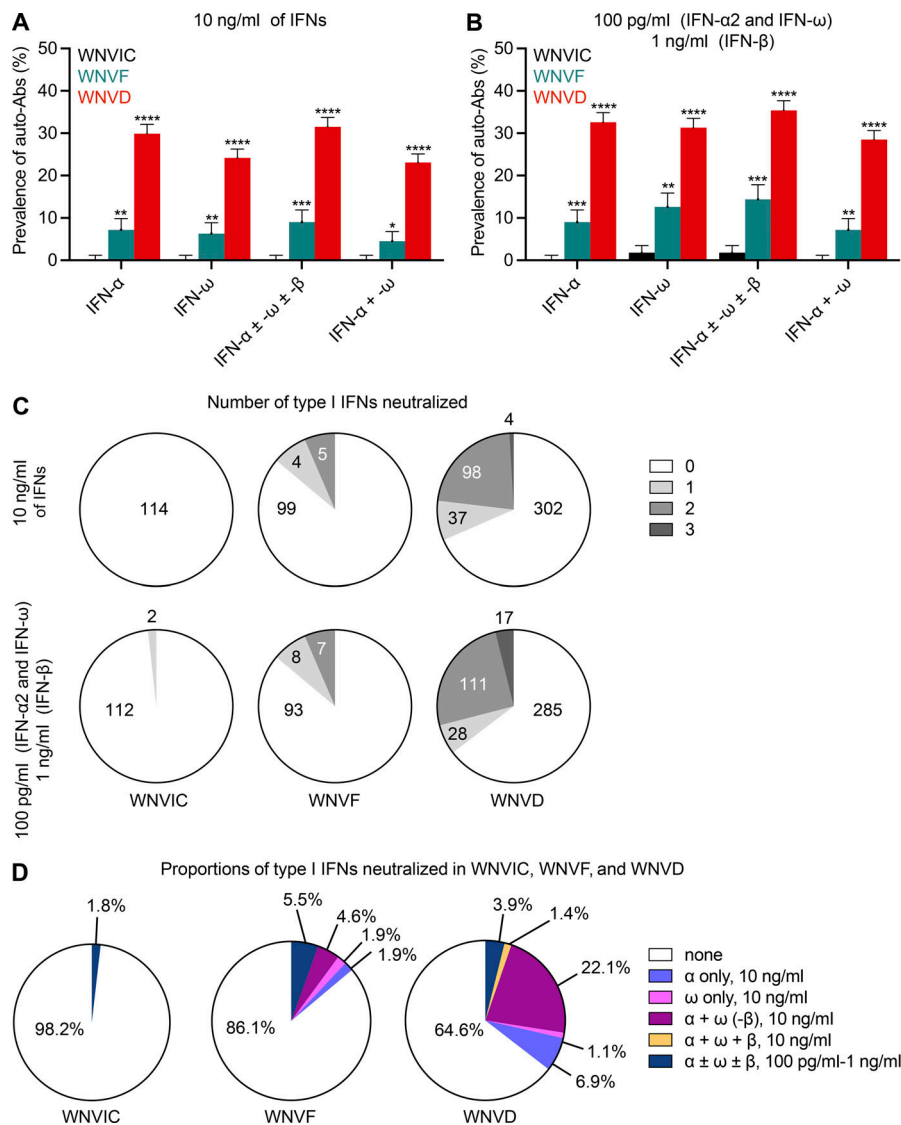 A
10 ng/ml of IFNs
Prevalence of auto-Abs (%)
50
40
30
20
10
0
WNVIC
WNVF
WNVD
**
****
**
****
***
****
*
****
IFN-α
IFN-ω
IFN-α ± -ω ± -β
IFN-α + -ω
B
100 pg/ml (IFN-α2 and IFN-ω)
1 ng/ml (IFN-β)
Prevalence of auto-Abs (%)
50
40
30
20
10
0
WNVIC
WNVF
WNVD
***
****
**
****
***
****
**
****
IFN-α
IFN-ω
IFN-α ± -ω ± -β
IFN-α + -ω
C
Number of type I IFNs neutralized
10 ng/ml
of IFNs
114
4
5
99
4
98
37
302
0
1
2
3
100 pg/ml (IFN-α2 and IFN-ω)
1 ng/ml (IFN-β)
2
112
8
7
93
17
111
28
285
WNVIC
WNVF
WNVD
D
Proportions of type I IFNs neutralized in WNVIC, WNVF, and WNVD
1.8%
98.2%
WNVIC
5.5%
4.6%
1.9%
1.9%
86.1%
WNVF
3.9%
1.4%
22.1%
1.1%
6.9%
64.6%
WNVD
none
α only, 10 ng/ml
ω only, 10 ng/ml
α + ω (-β), 10 ng/ml
α + ω + β, 10 ng/ml
α ± ω ± β, 100 pg/ml-1 ng/ml